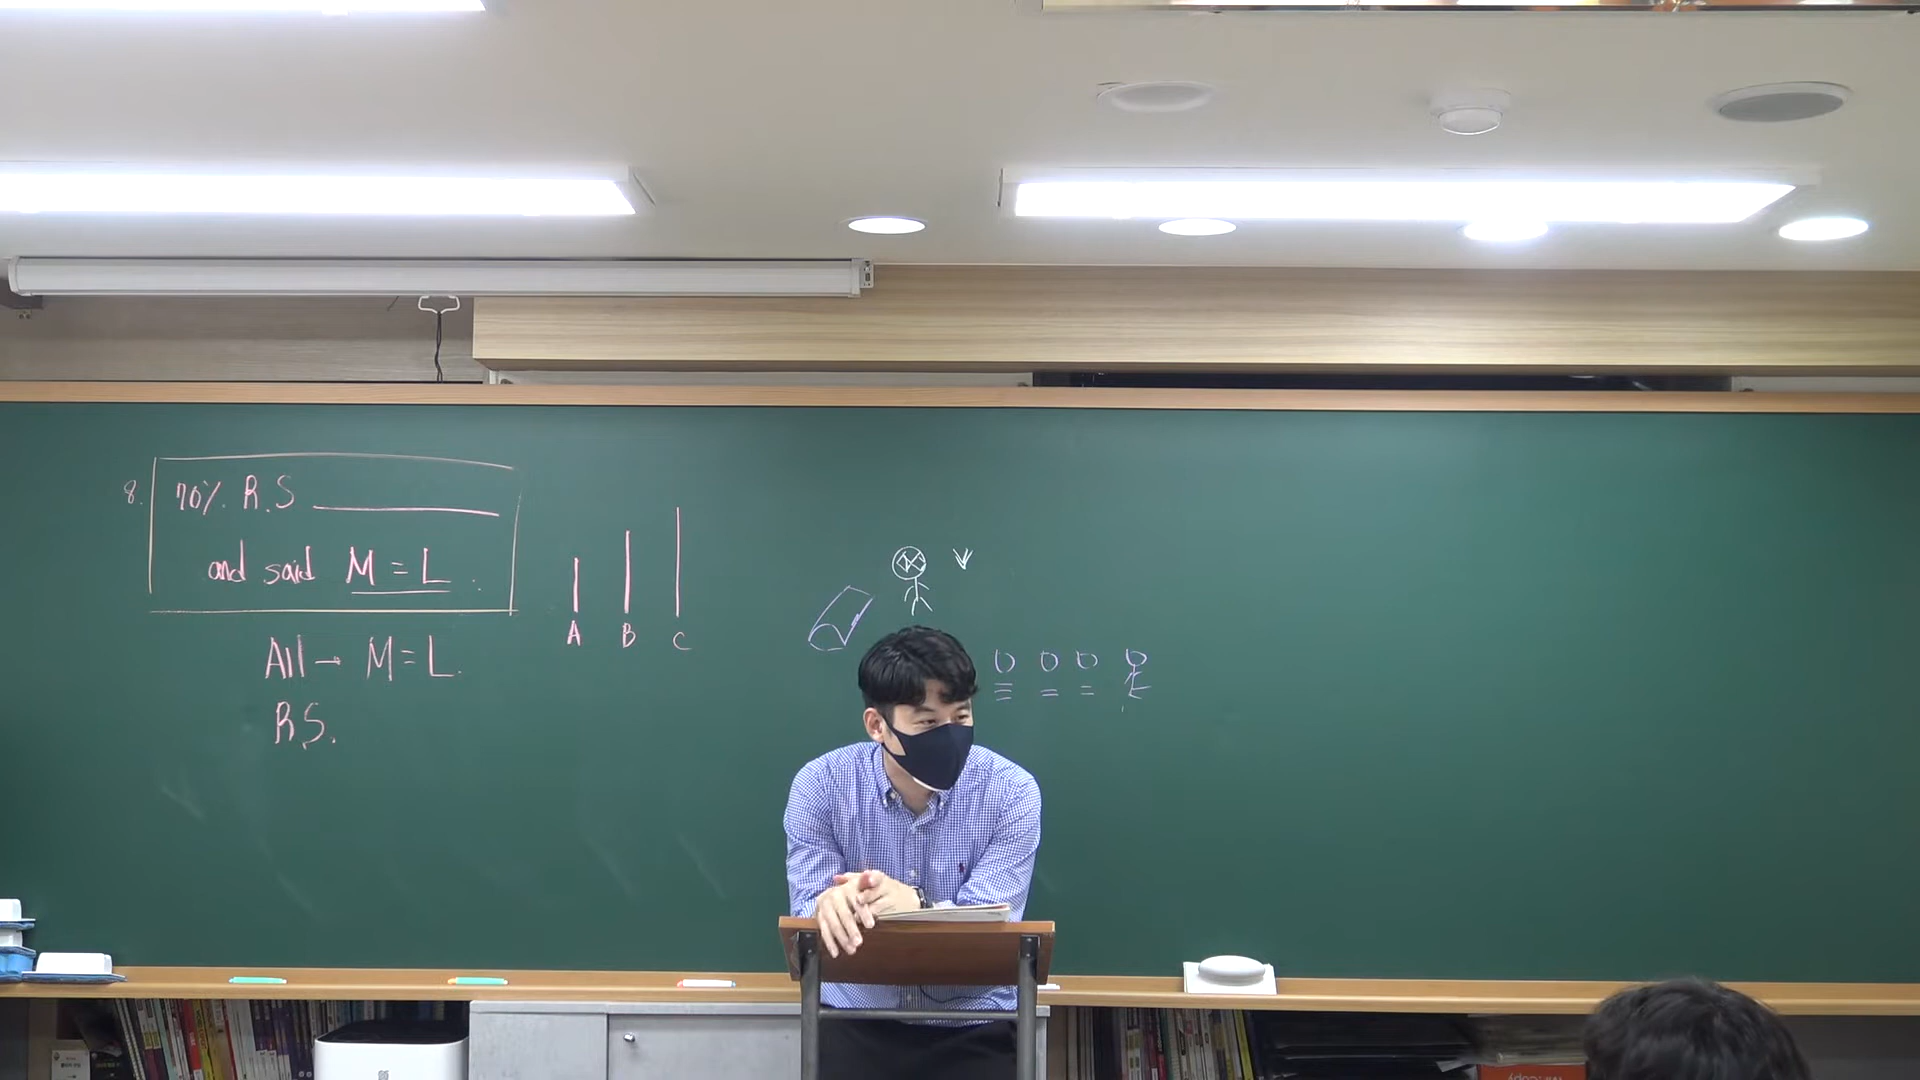 8. 70% R.S
and said M = L .
All → M = L.
R.S.
A B C